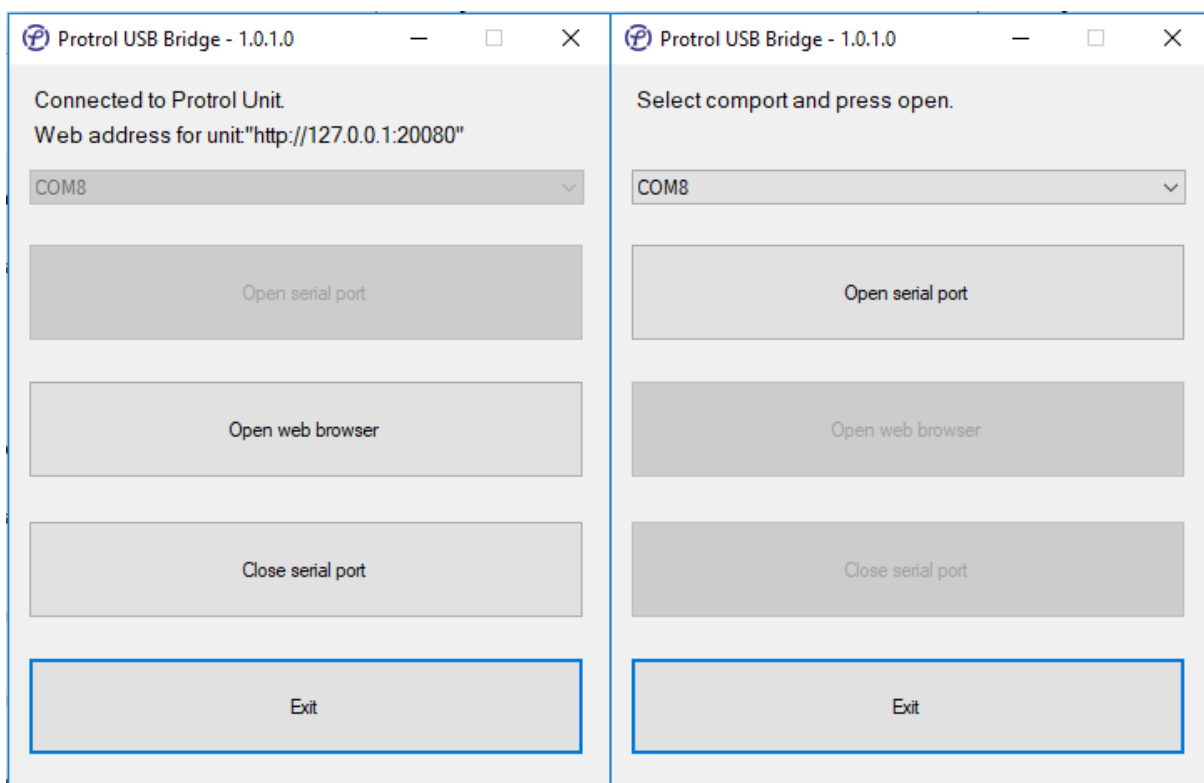 Protrol USB Bridge - 1.0.1.0
Connected to Protrol Unit.
Web address for unit:"http://127.0.0.1:20080"
COM8
Open serial port
Open web browser
Close serial port
Exit
Protrol USB Bridge - 1.0.1.0
Select comport and press open.
COM8
Open serial port
Open web browser
Close serial port
Exit